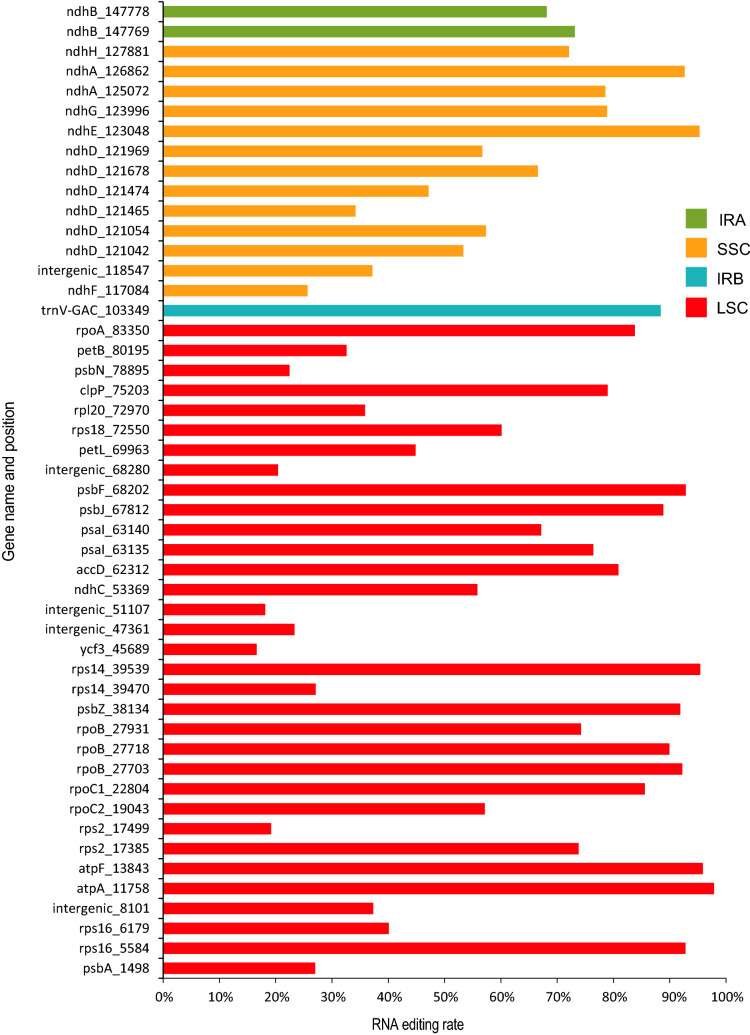 ndhB_147778
ndhB_147769
ndhH_127881
ndhA_126862
ndhA_125072
ndhG_123996
ndhE_123048
ndhD_121969
ndhD_121678
ndhD_121474
ndhD_121465
ndhD_121054
ndhD_121042
intergenic_118547
ndhF_117084
trnV-GAC_103349
rpoA_83350
petB_80195
psbN_78895
clpP_75203
rpl20_72970
rps18_72550
petL_69963
intergenic_68280
psbF_68202
psbJ_67812
psaI_63140
psaI_63135
accD_62312
ndhC_53369
intergenic_51107
intergenic_47361
ycf3_45689
rps14_39539
rps14_39470
psbZ_38134
rpoB_27931
rpoB_27718
rpoB_27703
rpoC1_22804
rpoC2_19043
rps2_17499
rps2_17385
atpF_13843
atpA_11758
intergenic_8101
rps16_6179
rps16_5584
psbA_1498
Gene name and position
0% 10% 20% 30% 40% 50% 60% 70% 80% 90% 100%
RNA editing rate
IRA
SSC
IRB
LSC